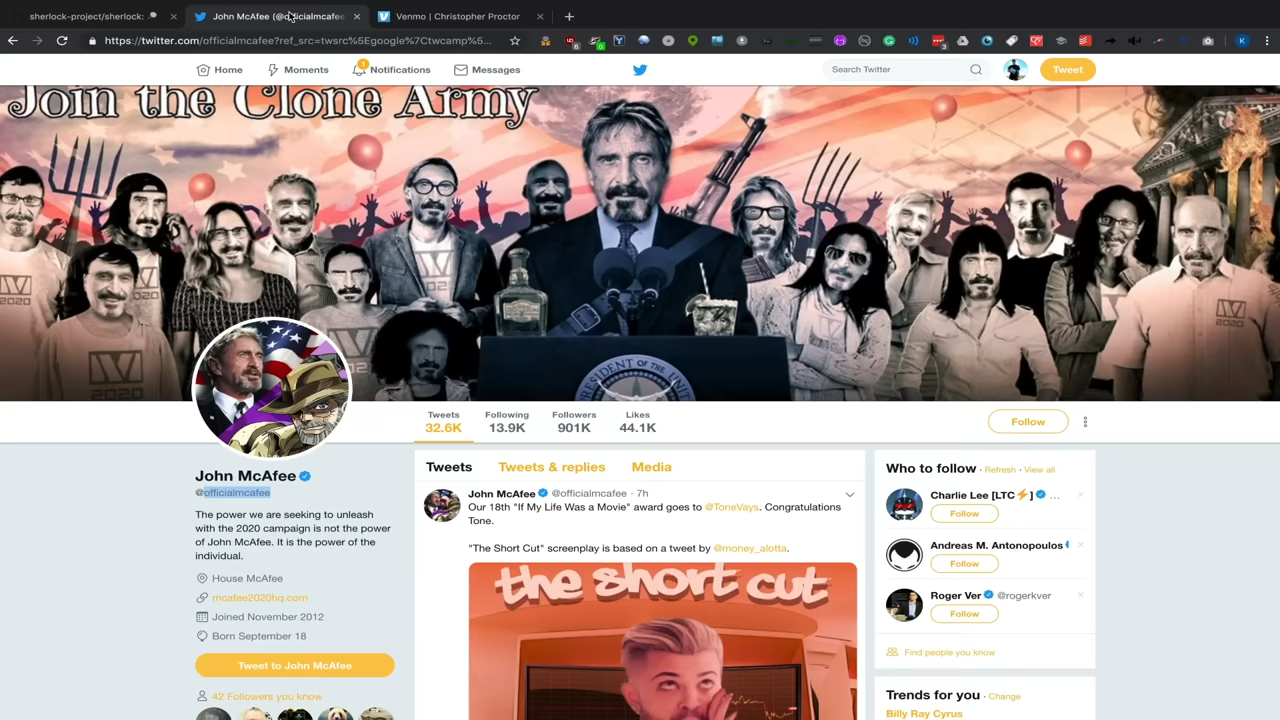 sherlock-project/sherlock:
John McAfee (@officialmcafee
Venmo | Christopher Proctor
https://twitter.com/officialmcafee?ref_src=twsrc%5Egoogle%7Ctwcamp%5...
Home
Moments
1
Notifications
Messages
Search Twitter
Tweet
Join the Clone Army
2020
2020
Tweets
32.6K
Following
13.9K
Followers
901K
Likes
44.1K
Follow
John McAfee
@officialmcafee
The power we are seeking to unleash
with the 2020 campaign is not the power
of John McAfee. It is the power of the
individual.
House McAfee
mcafee2020hq.com
Joined November 2012
Born September 18
Tweet to John McAfee
42 Followers you know
Tweets
Tweets & replies
Media
John McAfee @officialmcafee · 7h
Our 18th "If My Life Was a Movie" award goes to @ToneVays. Congratulations
Tone.
"The Short Cut" screenplay is based on a tweet by @money_alotta.
the short cut
Who to follow · Refresh · View all
Charlie Lee [LTC⚡] ...
Follow
Andreas M. Antonopoulos
Follow
Roger Ver @rogerkver
Follow
Find people you know
Trends for you · Change
Billy Ray Cyrus